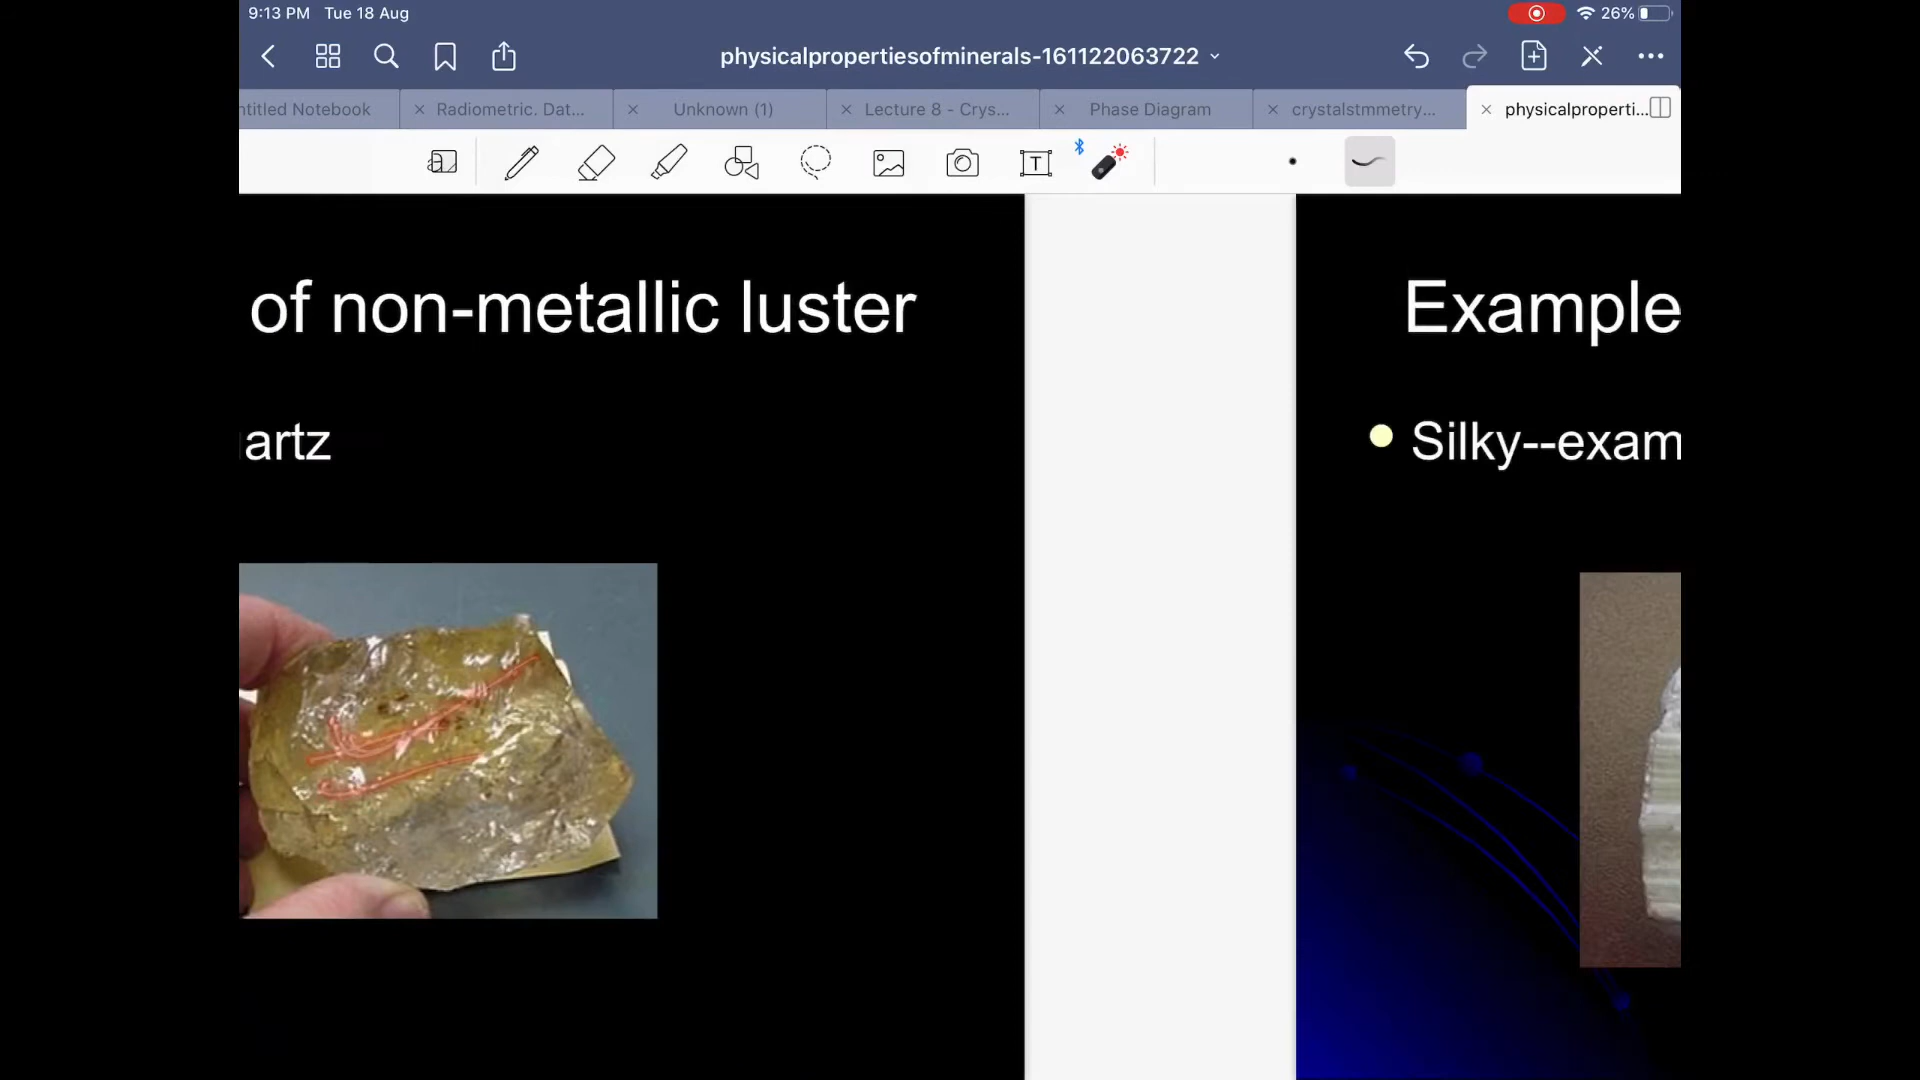 9:13 PM Tue 18 Aug
26%
physicalpropertiesofminerals-161122063722
ntitled Notebook
Radiometric. Dat...
Unknown (1)
Lecture 8 - Crys...
Phase Diagram
crystalstmmetry...
physicalproperti...
T
of non-metallic luster
artz
Example
Silky--exam